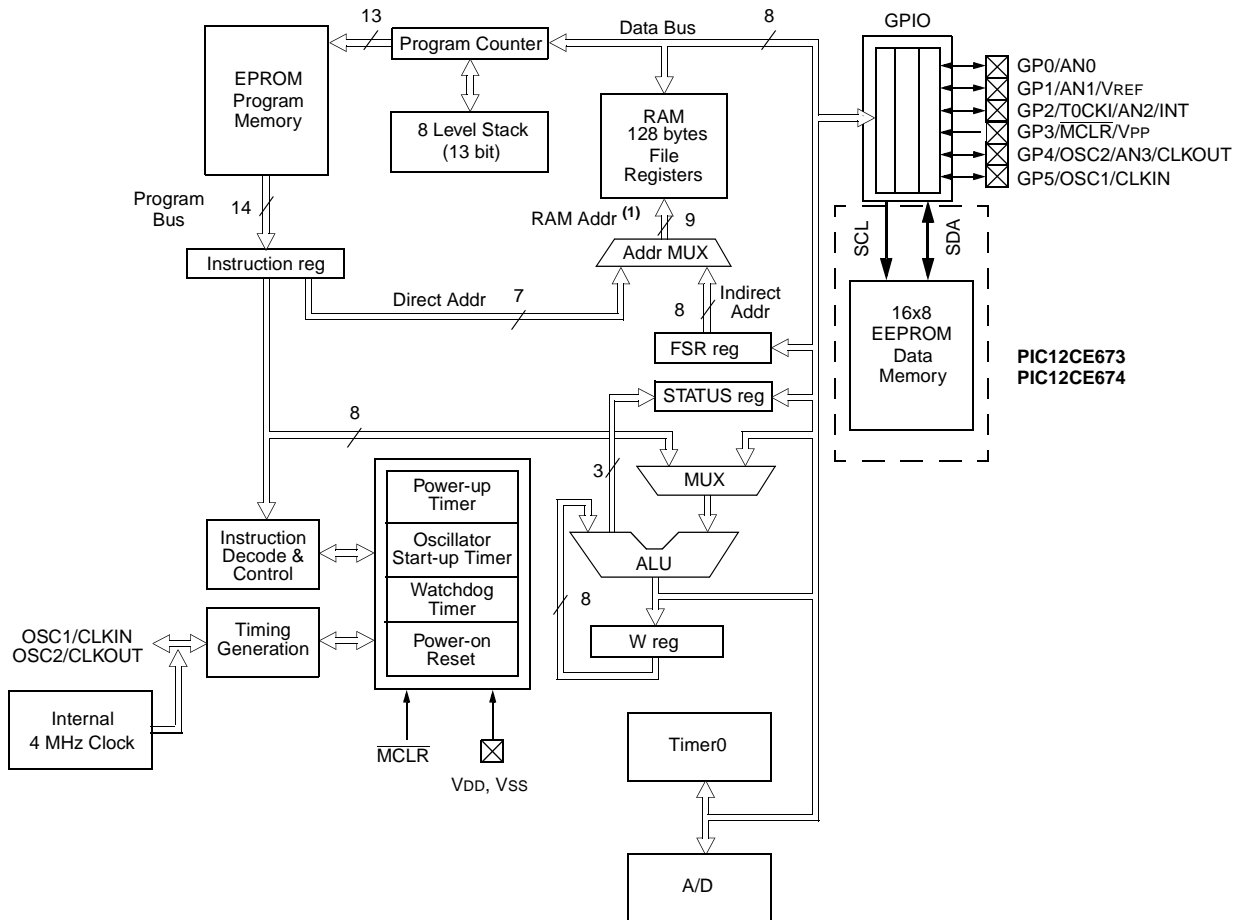 13
Data Bus
8
GPIO
EPROM
Program
Memory
Program Counter
8 Level Stack
(13 bit)
RAM
128 bytes
File
Registers
GP0/AN0
GP1/AN1/VREF
GP2/T0CKI/AN2/INT
GP3/MCLR/VPP
GP4/OSC2/AN3/CLKOUT
GP5/OSC1/CLKIN
Program
Bus
14
RAM Addr (1)
9
SCL
SDA
Instruction reg
Addr MUX
Direct Addr
7
8
Indirect
Addr
16x8
EEPROM
Data
Memory
PIC12CE673
PIC12CE674
FSR reg
STATUS reg
8
3
MUX
Power-up
Timer
Oscillator
Start-up Timer
Watchdog
Timer
Power-on
Reset
Instruction
Decode &
Control
ALU
8
W reg
OSC1/CLKIN
OSC2/CLKOUT
Timing
Generation
Internal
4 MHz Clock
MCLR
VDD, VSS
Timer0
A/D